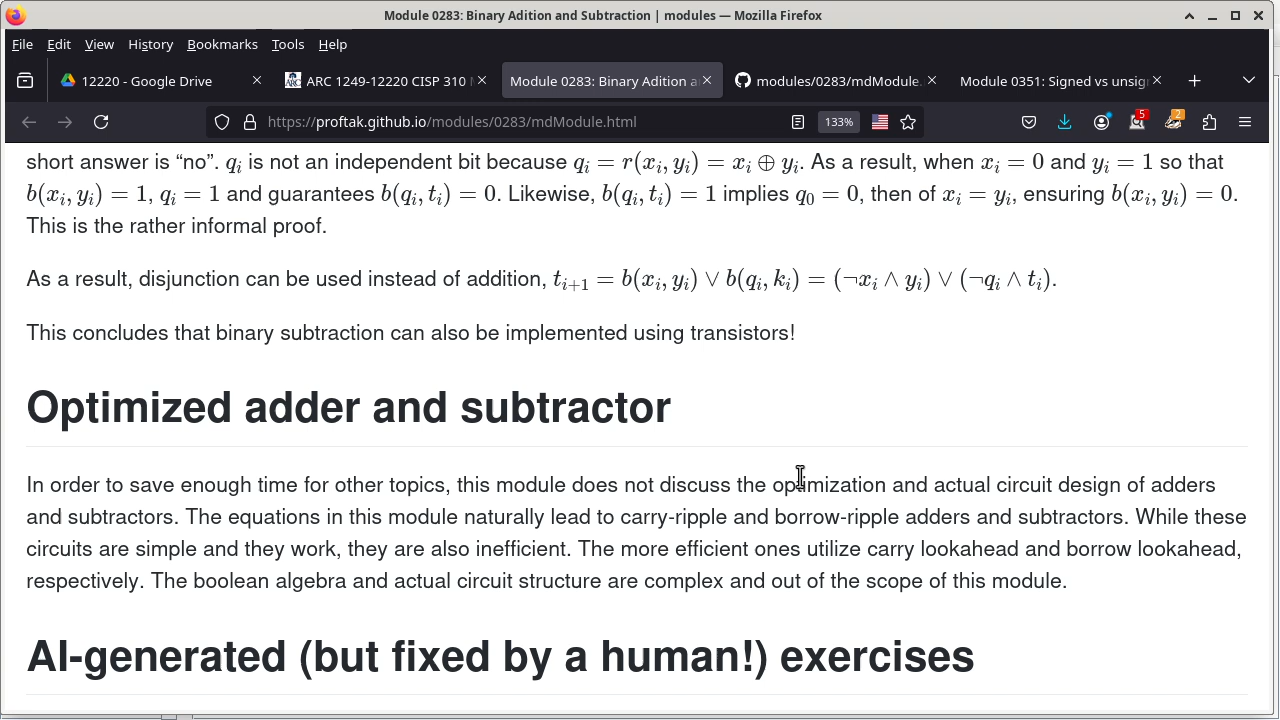 Module 0283: Binary Adition and Subtraction | modules — Mozilla Firefox
File Edit View History Bookmarks Tools Help
12220 - Google Drive
ARC 1249-12220 CISP 310
Module 0283: Binary Adition a
modules/0283/mdModule.
Module 0351: Signed vs unsig
https://proftak.github.io/modules/0283/mdModule.html
133%
5
2
short answer is “no”. qᵢ is not an independent bit because qᵢ = r(xᵢ, yᵢ) = xᵢ ⊕ yᵢ. As a result, when xᵢ = 0 and yᵢ = 1 so that
b(xᵢ, yᵢ) = 1, qᵢ = 1 and guarantees b(qᵢ, tᵢ) = 0. Likewise, b(qᵢ, tᵢ) = 1 implies q₀ = 0, then of xᵢ = yᵢ, ensuring b(xᵢ, yᵢ) = 0.
This is the rather informal proof.
As a result, disjunction can be used instead of addition, tᵢ₊₁ = b(xᵢ, yᵢ) ∨ b(qᵢ, kᵢ) = (¬xᵢ ∧ yᵢ) ∨ (¬qᵢ ∧ tᵢ).
This concludes that binary subtraction can also be implemented using transistors!
Optimized adder and subtractor
In order to save enough time for other topics, this module does not discuss the optimization and actual circuit design of adders
and subtractors. The equations in this module naturally lead to carry-ripple and borrow-ripple adders and subtractors. While these
circuits are simple and they work, they are also inefficient. The more efficient ones utilize carry lookahead and borrow lookahead,
respectively. The boolean algebra and actual circuit structure are complex and out of the scope of this module.
AI-generated (but fixed by a human!) exercises